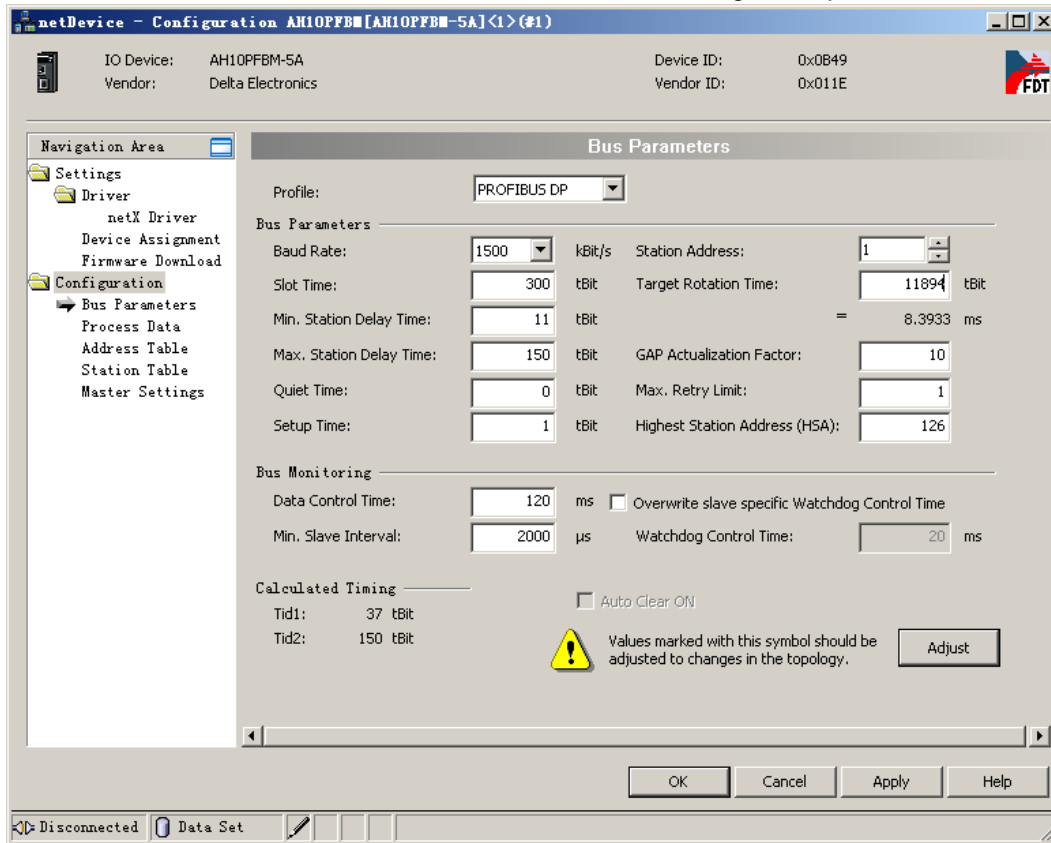 netDevice - Configuration AH10PFBM[AH10PFBM-5A]<1>(#1)
IO Device: AH10PFBM-5A Device ID: 0x0B49
Vendor: Delta Electronics Vendor ID: 0x011E
FDT
Navigation Area
Settings
Driver
netX Driver
Device Assignment
Firmware Download
Configuration
Bus Parameters
Process Data
Address Table
Station Table
Master Settings
Bus Parameters
Profile: PROFIBUS DP
Bus Parameters
Baud Rate: 1500 kBit/s Station Address: 1
Slot Time: 300 tBit Target Rotation Time: 11894 tBit
Min. Station Delay Time: 11 tBit = 8.3933 ms
Max. Station Delay Time: 150 tBit GAP Actualization Factor: 10
Quiet Time: 0 tBit Max. Retry Limit: 1
Setup Time: 1 tBit Highest Station Address (HSA): 126
Bus Monitoring
Data Control Time: 120 ms Overwrite slave specific Watchdog Control Time
Min. Slave Interval: 2000 µs Watchdog Control Time: 20 ms
Calculated Timing
Auto Clear ON
Tid1: 37 tBit
Tid2: 150 tBit
Values marked with this symbol should be
adjusted to changes in the topology.
Adjust
OK Cancel Apply Help
Disconnected Data Set